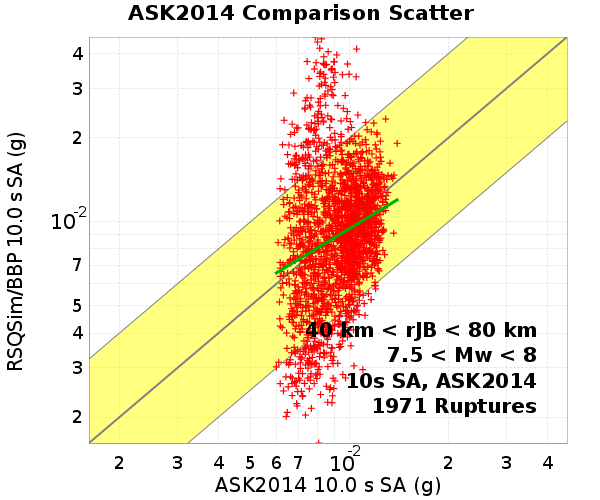 ASK2014 Comparison Scatter
RSQSim/BBP 10.0 s SA (g)
4
3
2
10-2
7
5
4
3
2
40 km < rJB < 80 km
7.5 < Mw < 8
10s SA, ASK2014
1971 Ruptures
2 3 4 5 6 7 10-2 2 3 4
ASK2014 10.0 s SA (g)